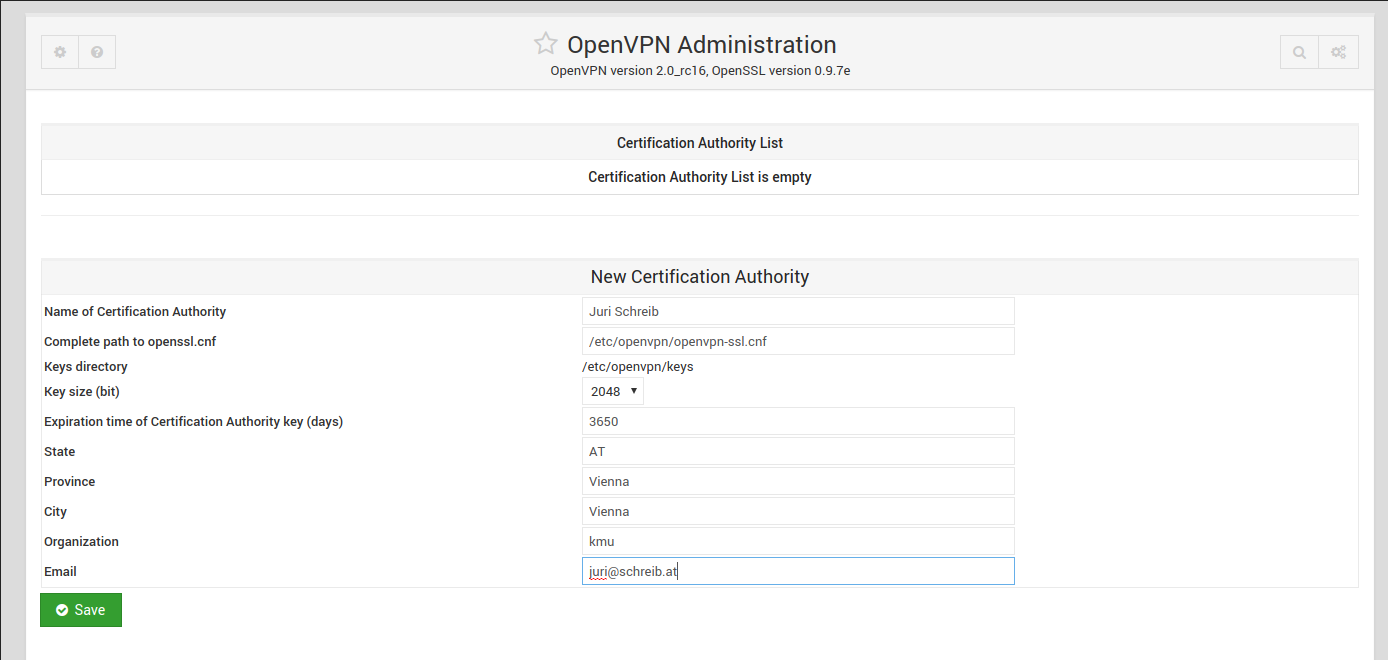 OpenVPN Administration
OpenVPN version 2.0_rc16, OpenSSL version 0.9.7e
Certification Authority List
Certification Authority List is empty
New Certification Authority
Name of Certification Authority Juri Schreib
Complete path to openssl.cnf /etc/openvpn/openvpn-ssl.cnf
Keys directory /etc/openvpn/keys
Key size (bit) 2048
Expiration time of Certification Authority key (days) 3650
State AT
Province Vienna
City Vienna
Organization kmu
Email juri@schreib.at
Save